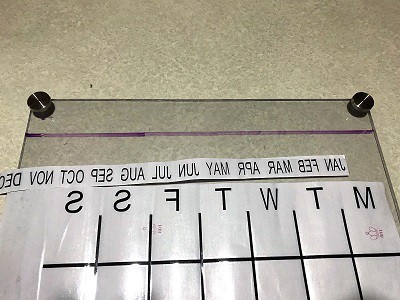 JAN FEB MAR APR MAY JUN JUL AUG SEP OCT NOV DEC
M T W T F S S